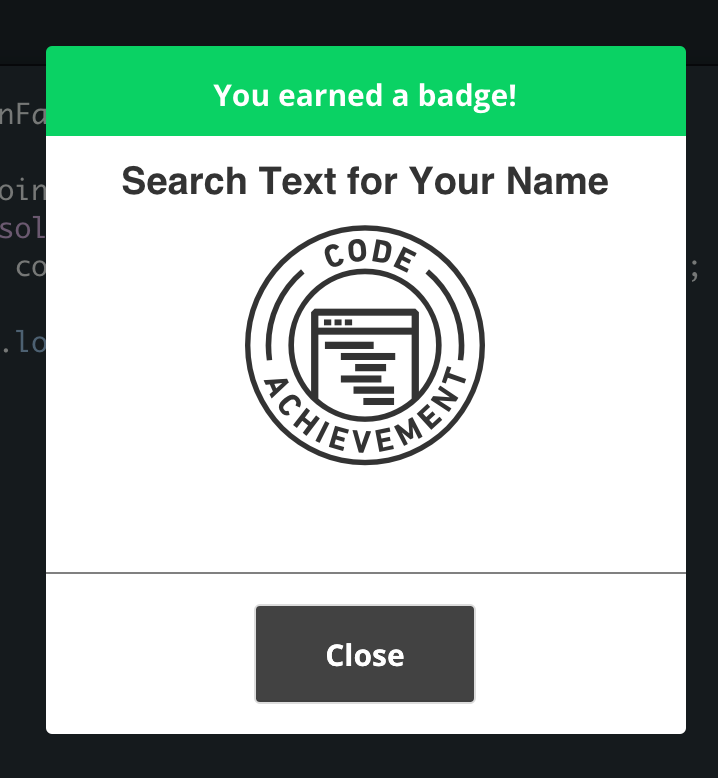 You earned a badge!
nFa
Search Text for Your Name
oin
sol
co
;
CODE
.lo
ACHIEVEMENT
Close